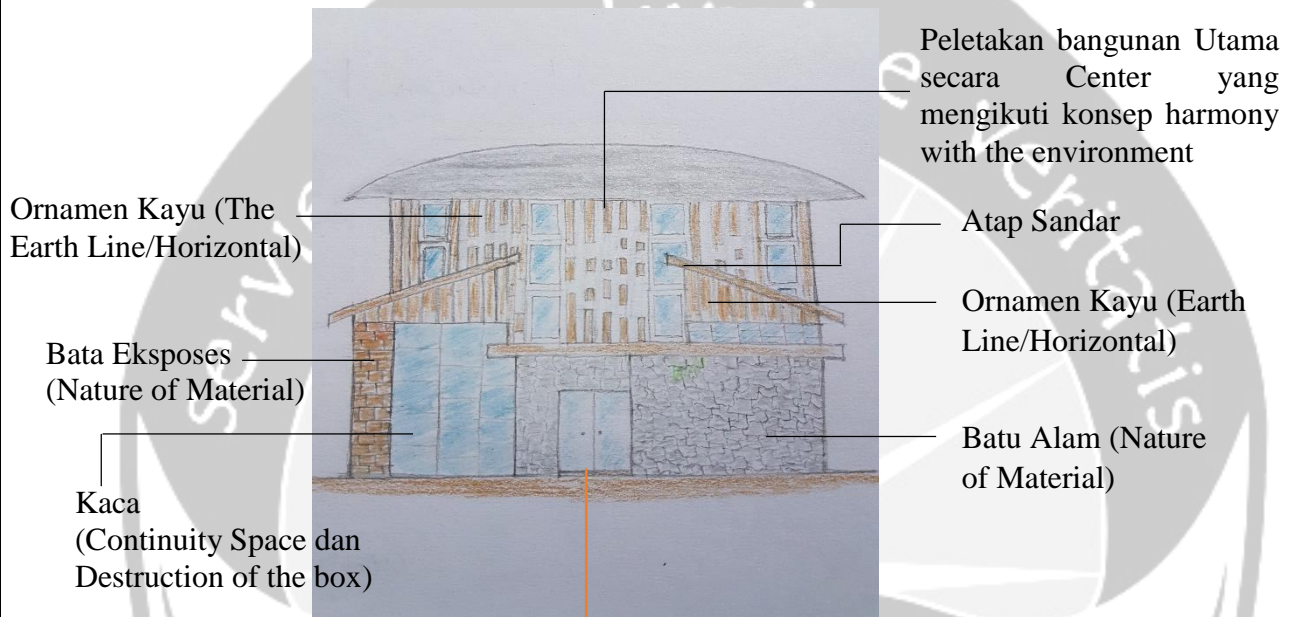 Peletakan bangunan Utama
secara Center yang
mengikuti konsep harmony
with the environment
Ornamen Kayu (The
Earth Line/Horizontal)
Atap Sandar
Ornamen Kayu (Earth
Line/Horizontal)
Bata Eksposes
(Nature of Material)
Batu Alam (Nature
of Material)
Kaca
(Continuity Space dan
Destruction of the box)
veritatis